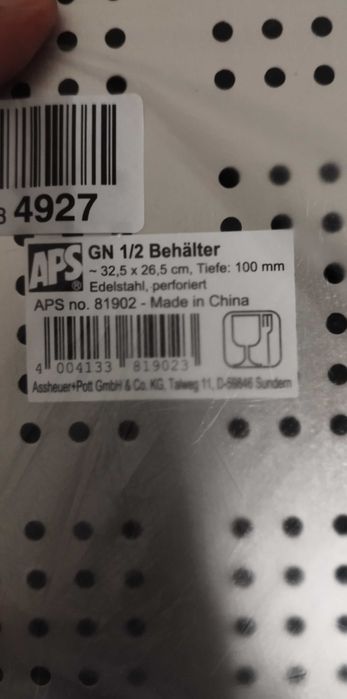 4927
APS ®
GN 1/2 Behälter
~ 32,5 x 26,5 cm, Tiefe: 100 mm
Edelstahl, perforiert
APS no. 81902 - Made in China
4 004133 819023
Assheuer+Pott GmbH & Co. KG, Talweg 11, D-59846 Sundern